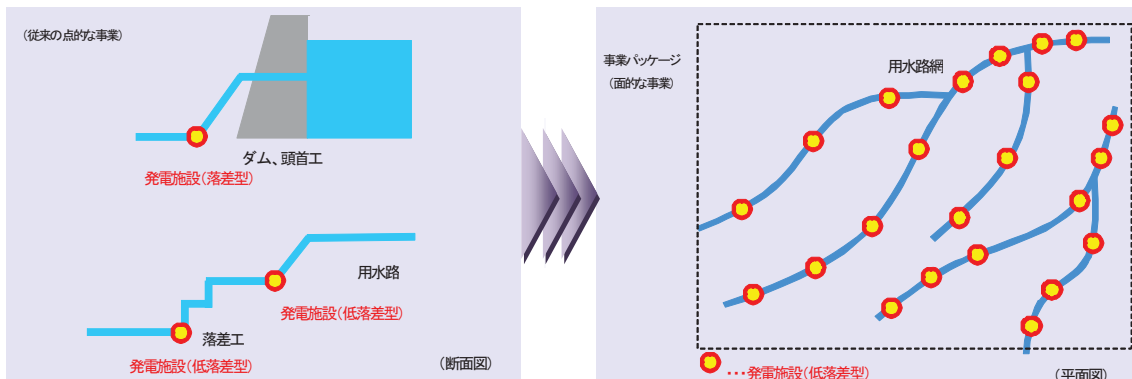 （従来の点的な事業）
ダム、頭首工
発電施設（落差型）
用水路
発電施設（低落差型）
落差工
発電施設（低落差型）
（断面図）
事業パッケージ
（面的な事業）
用水路網
･･･発電施設（低落差型）
（平面図）